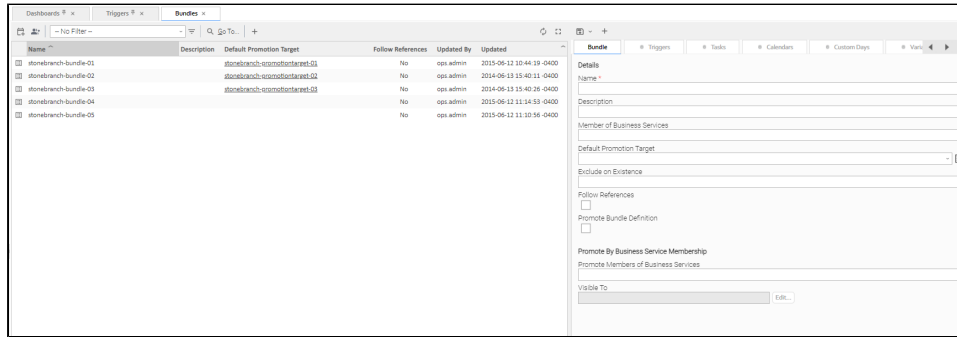 Dashboards × Triggers × Bundles ×
-- No Filter -- Go To...
Name Description Default Promotion Target Follow References Updated By Updated
stonebranch-bundle-01 stonebranch-promotiontarget-01 No ops.admin 2015-06-12 10:44:19 -0400
stonebranch-bundle-02 stonebranch-promotiontarget-02 No ops.admin 2014-06-13 15:40:11 -0400
stonebranch-bundle-03 stonebranch-promotiontarget-03 No ops.admin 2014-06-13 15:40:26 -0400
stonebranch-bundle-04 No ops.admin 2015-06-12 11:14:53 -0400
stonebranch-bundle-05 No ops.admin 2015-06-12 11:10:56 -0400
Bundle Triggers Tasks Calendars Custom Days Vari
Details
Name *
Description
Member of Business Services
Default Promotion Target
Exclude on Existence
Follow References
Promote Bundle Definition
Promote By Business Service Membership
Promote Members of Business Services
Visible To
Edit...